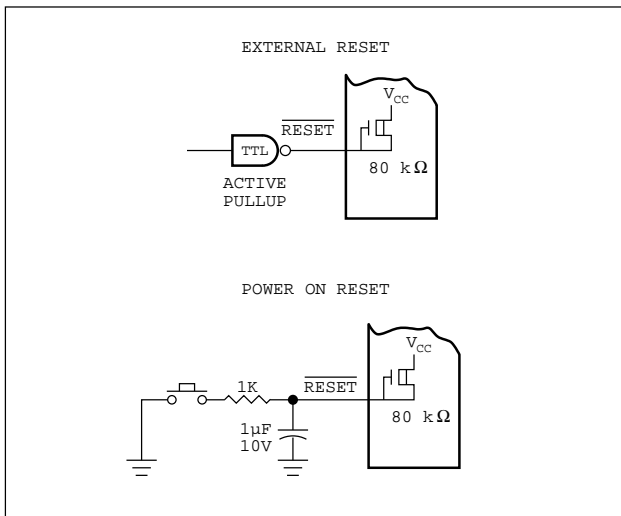 EXTERNAL RESET
VCC
RESET
TTL
80 kΩ
ACTIVE
PULLUP
POWER ON RESET
VCC
1K
RESET
80 kΩ
1µF
10V